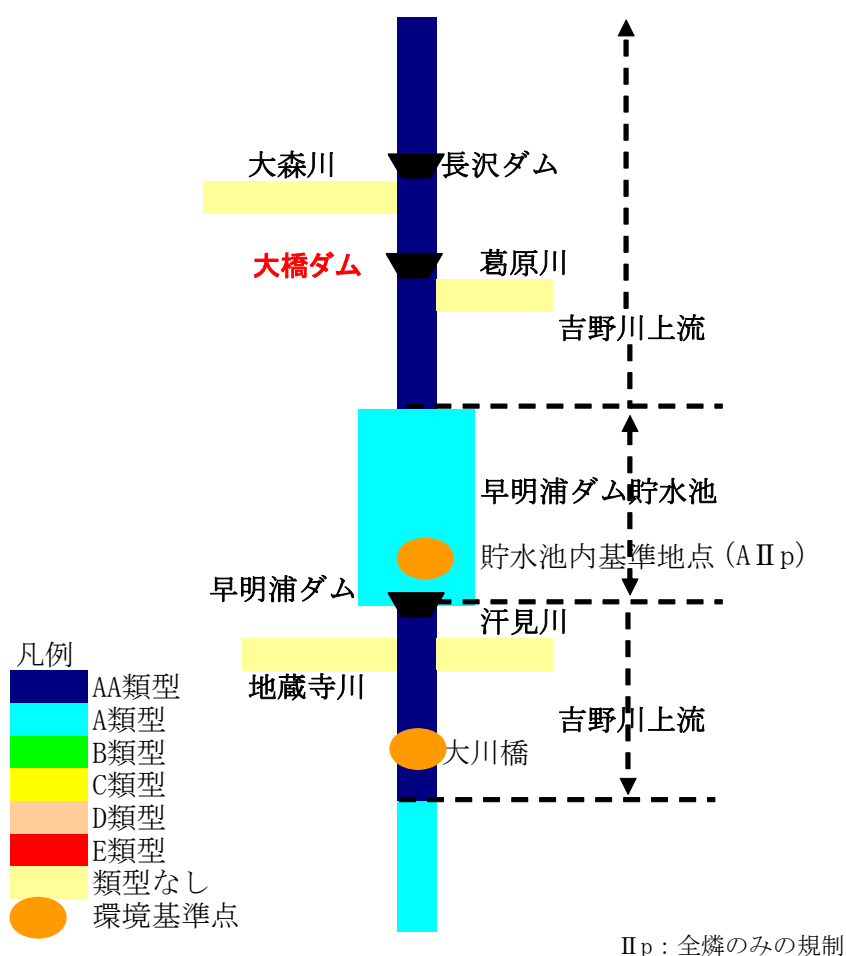 大森川
長沢ダム
大橋ダム
葛原川
吉野川上流
早明浦ダム貯水池
貯水池内基準地点(AⅡp)
早明浦ダム
汗見川
地蔵寺川
吉野川上流
大川橋
凡例
AA類型
A類型
B類型
C類型
D類型
E類型
類型なし
環境基準点
Ⅱp:全燐のみの規制